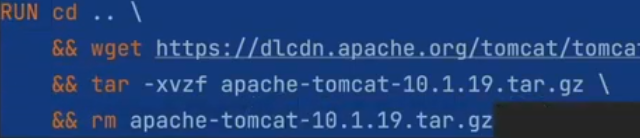 RUN cd .. \
&& wget https://dlcdn.apache.org/tomcat/tomcat
&& tar -xvzf apache-tomcat-10.1.19.tar.gz \
&& rm apache-tomcat-10.1.19.tar.gz